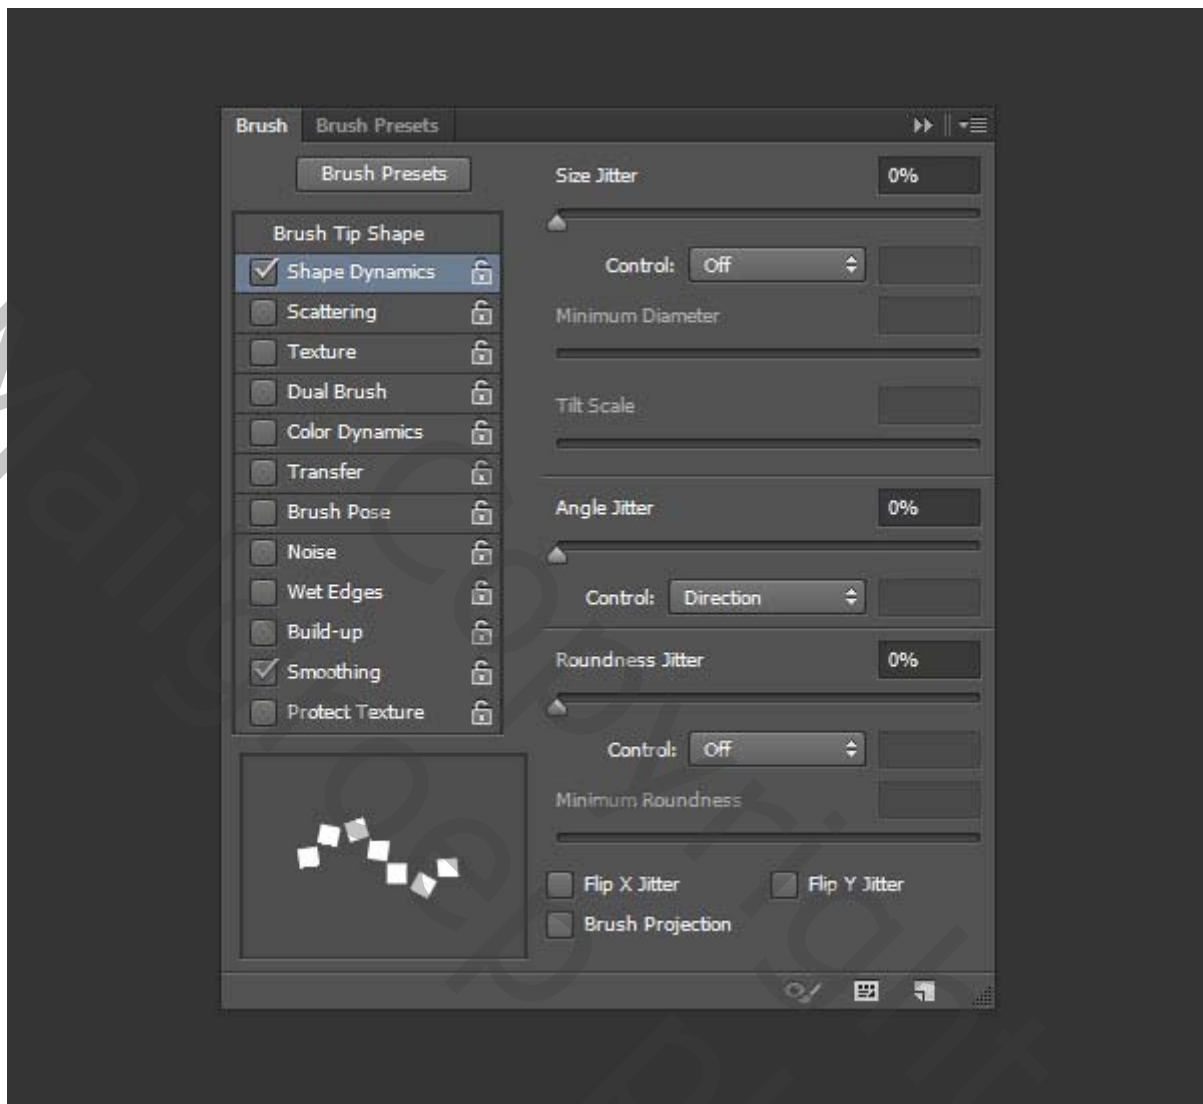 Brush Brush Presets
Brush Presets
Brush Tip Shape
Shape Dynamics
Scattering
Texture
Dual Brush
Color Dynamics
Transfer
Brush Pose
Noise
Wet Edges
Build-up
Smoothing
Protect Texture
Size Jitter 0%
Control: Off
Minimum Diameter
Tilt Scale
Angle Jitter 0%
Control: Direction
Roundness Jitter 0%
Control: Off
Minimum Roundness
Flip X Jitter Flip Y Jitter
Brush Projection
Copyright